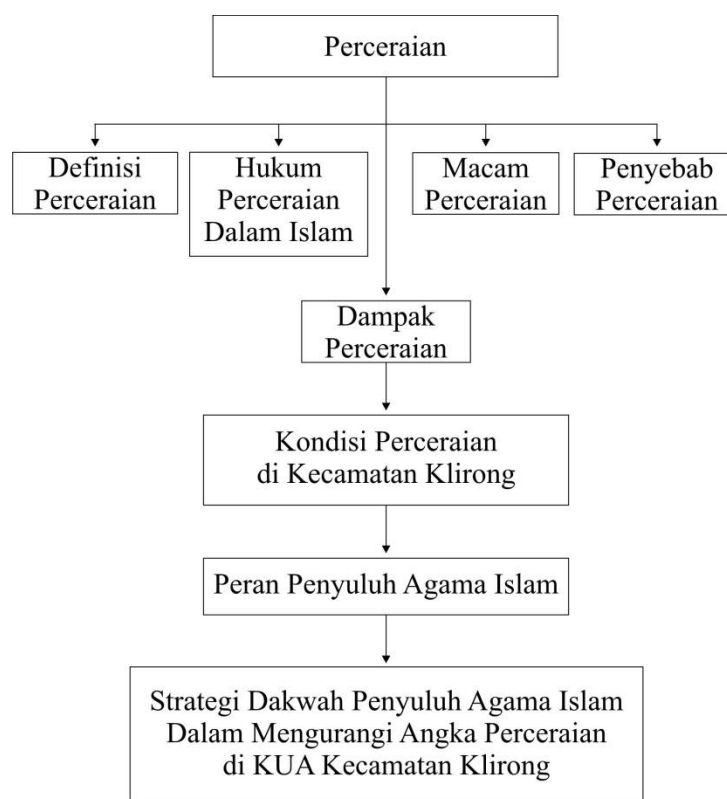 Perceraian
Definisi
Perceraian
Hukum
Perceraian
Dalam Islam
Macam
Perceraian
Penyebab
Perceraian
Dampak
Perceraian
Kondisi Perceraian
di Kecamatan Klirong
Peran Penyuluh Agama Islam
Strategi Dakwah Penyuluh Agama Islam
Dalam Mengurangi Angka Perceraian
di KUA Kecamatan Klirong